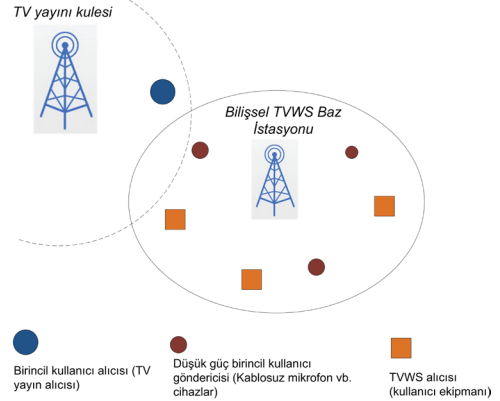 TV yayını kulesi
Bilişsel TVWS Baz
İstasyonu
Birincil kullanıcı alıcısı (TV
yayın alıcısı)
Düşük güç birincil kullanıcı
göndericisi (Kablosuz mikrofon vb.
cihazlar)
TVWS alıcısı
(kullanıcı ekipmanı)